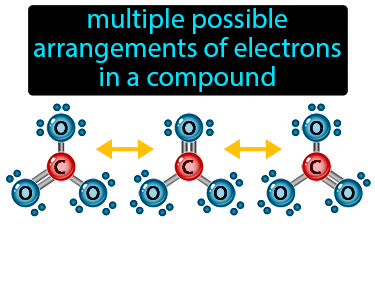 multiple possible
arrangements of electrons
in a compound
O O O
C C C
O O O O O O